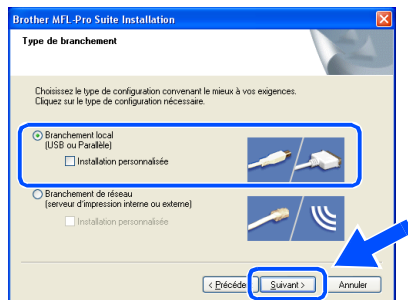 Brother MFL-Pro Suite Installation
Type de branchement
Choisissez le type de configuration convenant le mieux à vos exigences.
Cliquez sur le type de configuration nécessaire.
Branchement local
(USB ou Parallèle)
Installation personnalisée
Branchement de réseau
(serveur d'impression interne ou externe)
Installation personnalisée
< Précéde
Suivant >
Annuler